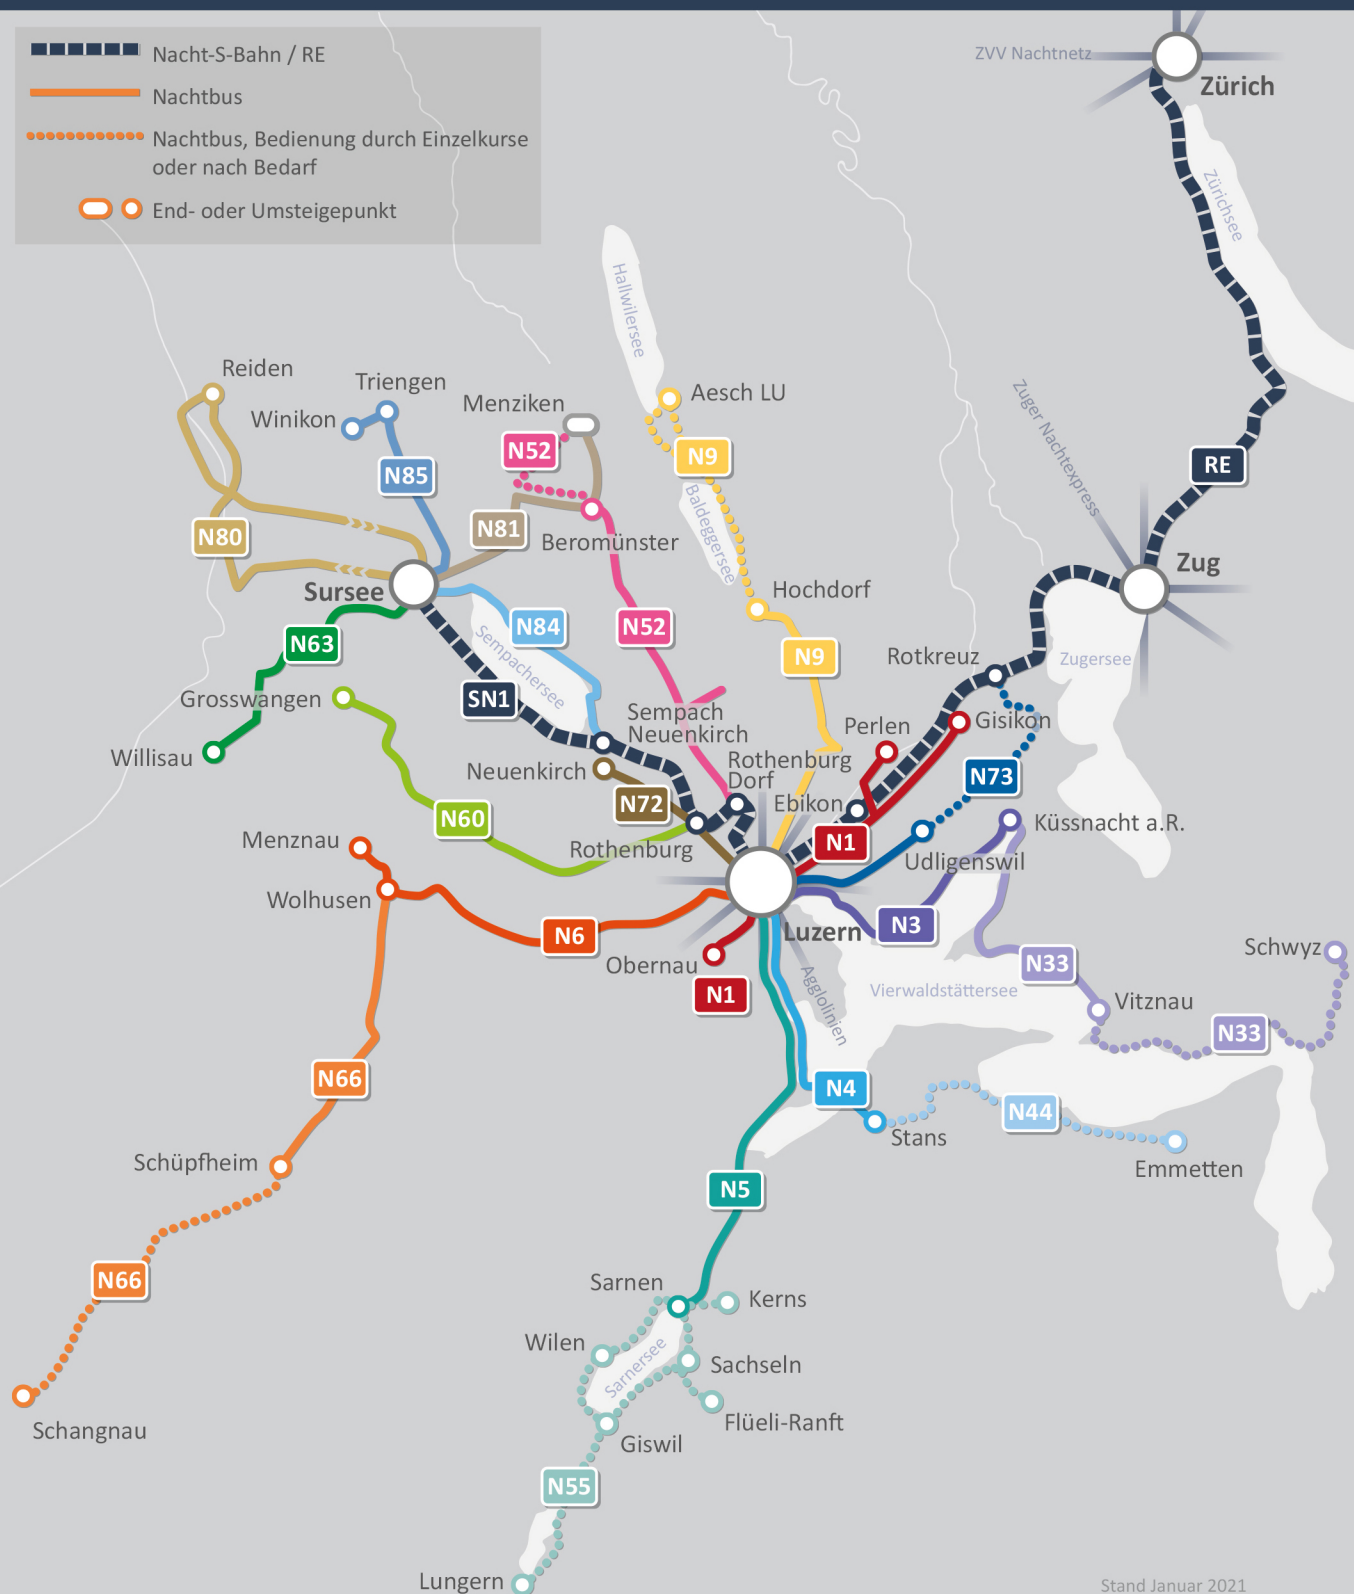 Nacht-S-Bahn / RE
Nachtbus
Nachtbus, Bedienung durch Einzelkurse
oder nach Bedarf
End- oder Umsteigepunkt
ZVV Nachtnetz
Zürich
Zürichsee
Hallwilersee
Reiden
Triengen
Winikon
Menziken
Aesch LU
Zuger Nachtexpress
N52
N9
RE
N85
N80
N81
Beromünster
Baldeggersee
Zug
Sursee
Hochdorf
N63
N84
N52
N9
Sempachersee
Rotkreuz
Zugersee
Grosswangen
SN1
Sempach
Neuenkirch
Perlen
Gisikon
Willisau
Neuenkirch
Rothenburg
Dorf
N73
N72
Ebikon
N60
Küssnacht a.R.
Menznau
Rothenburg
N1
Udligenswil
Wolhusen
N6
Luzern
N3
Obernau
N1
Agglolinien
Vierwaldstättersee
N33
Schwyz
Vitznau
N33
N66
N4
N44
Stans
Emmetten
Schüpfheim
N5
N66
Sarnen
Kerns
Wilen
Sarnersee
Sachseln
Schangnau
Flüeli-Ranft
Giswil
N55
Lungern
Stand Januar 2021